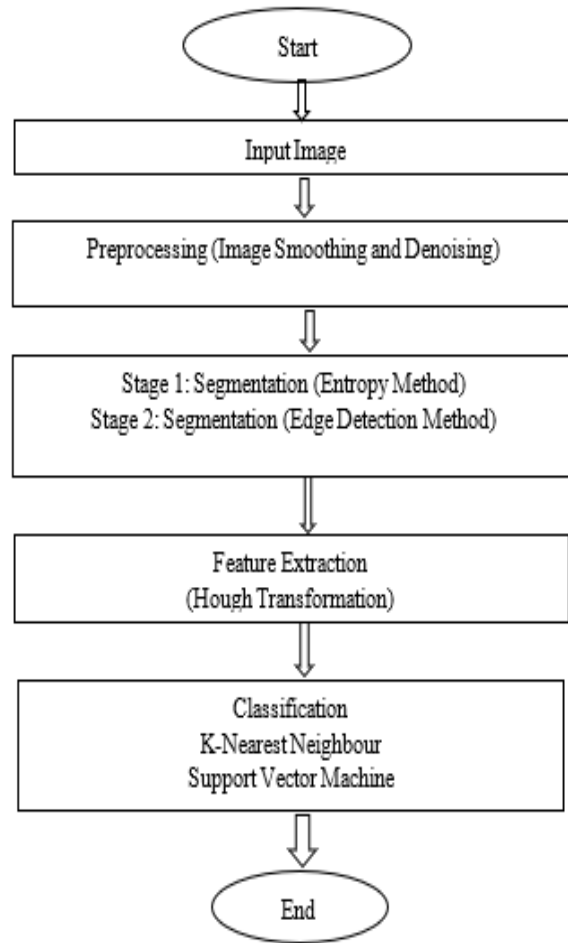 Start
Input Image
Preprocessing (Image Smoothing and Denoising)
Stage 1: Segmentation (Entropy Method)
Stage 2: Segmentation (Edge Detection Method)
Feature Extraction
(Hough Transformation)
Classification
K-Nearest Neighbour
Support Vector Machine
End